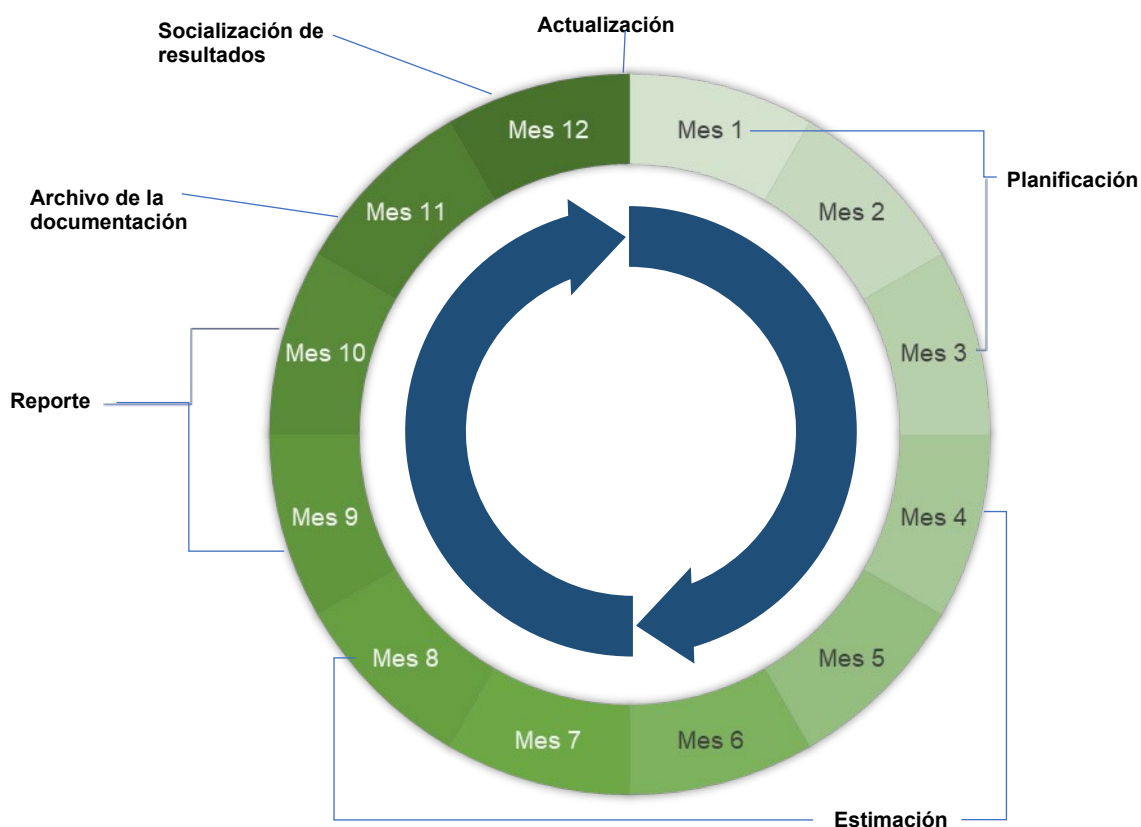 Socialización de
resultados
Actualización
Mes 12
Mes 1
Planificación
Archivo de la
documentación
Mes 11
Mes 2
Mes 10
Mes 3
Reporte
Mes 9
Mes 4
Mes 8
Mes 5
Mes 7
Mes 6
Estimación